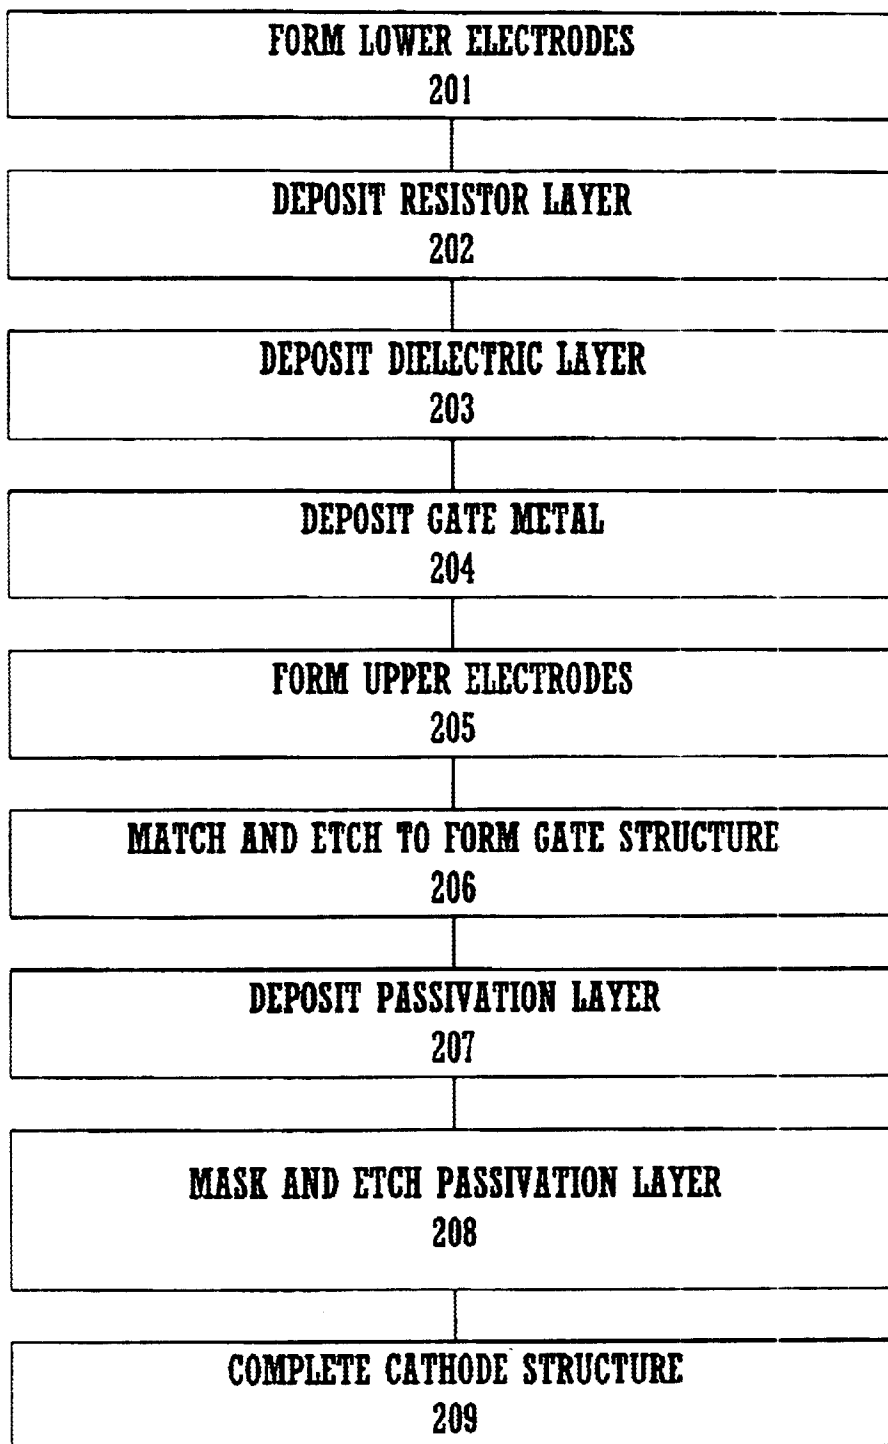 FORM LOWER ELECTRODES
201
DEPOSIT RESISTOR LAYER
202
DEPOSIT DIELECTRIC LAYER
203
DEPOSIT GATE METAL
204
FORM UPPER ELECTRODES
205
MATCH AND ETCH TO FORM GATE STRUCTURE
206
DEPOSIT PASSIVATION LAYER
207
MASK AND ETCH PASSIVATION LAYER
208
COMPLETE CATHODE STRUCTURE
209